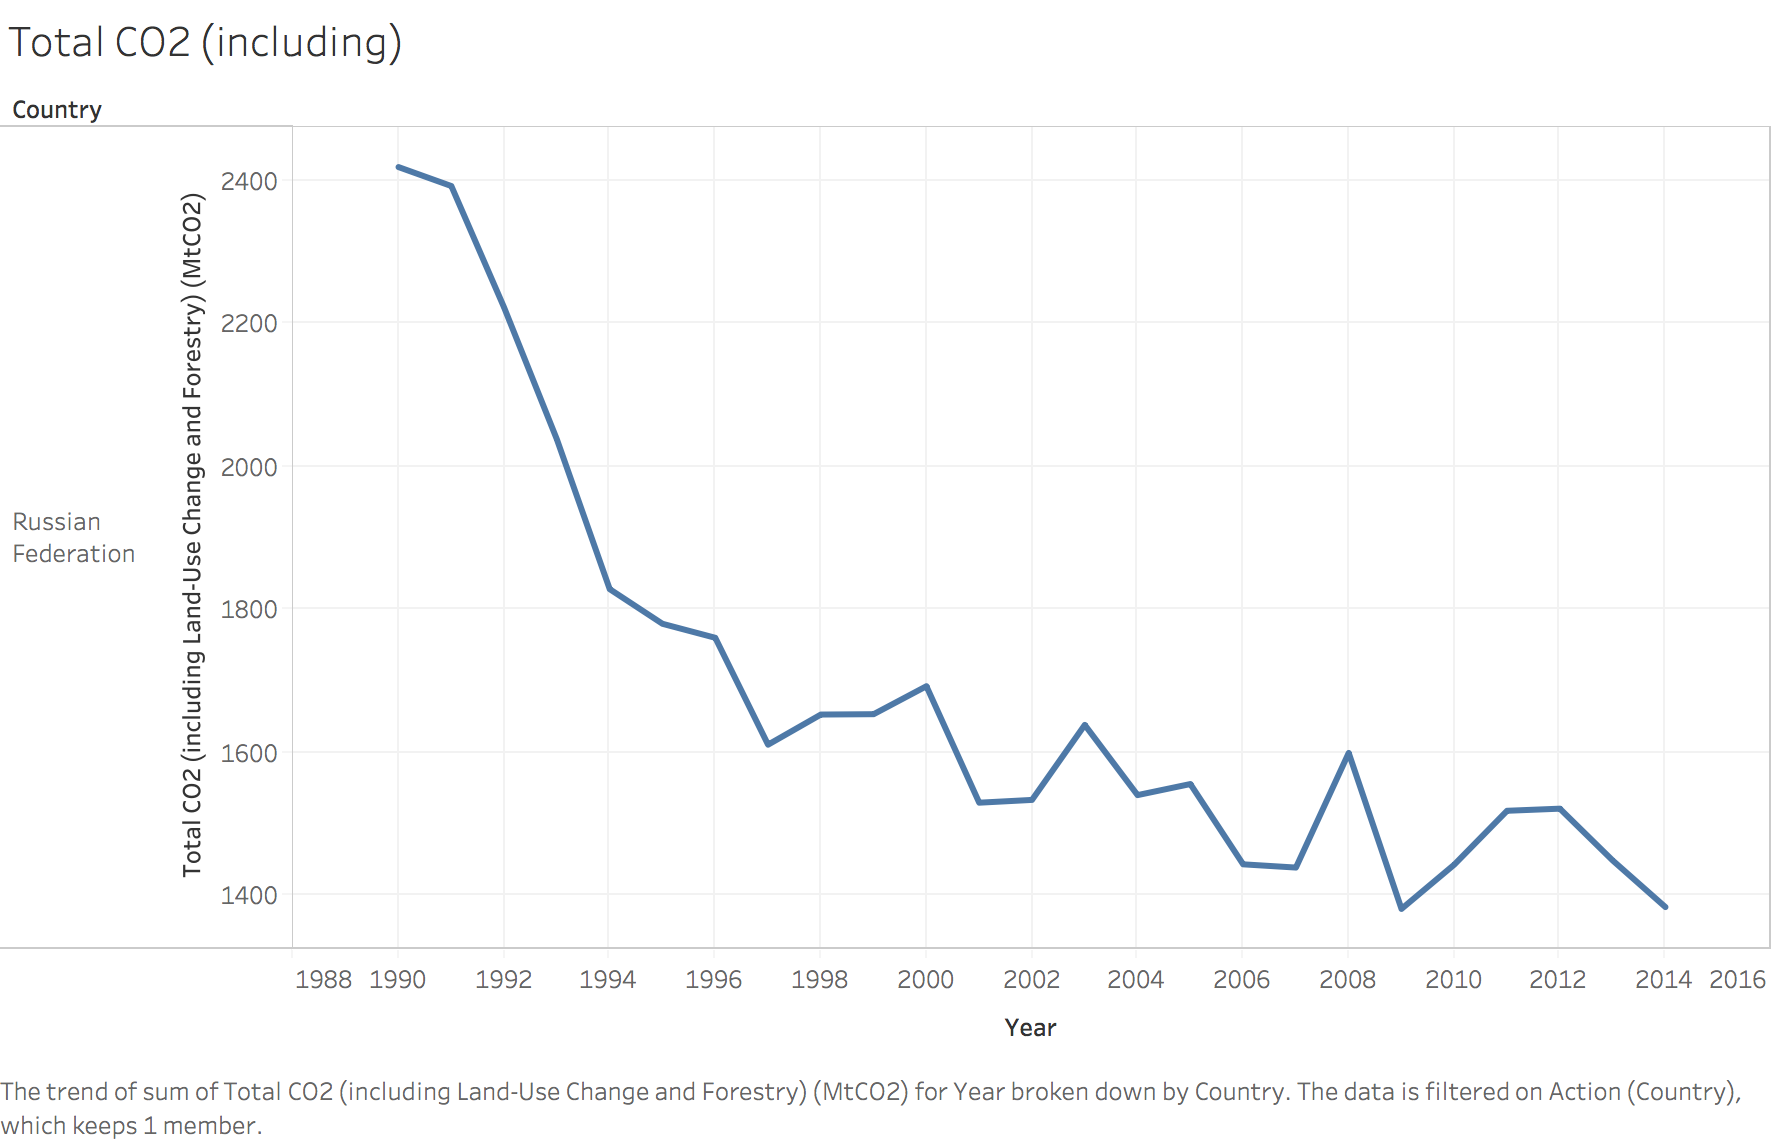 Total CO2 (including)
Country
Russian
Federation
Total CO2 (including Land-Use Change and Forestry) (MtCO2)
2400
2200
2000
1800
1600
1400
1988 1990 1992 1994 1996 1998 2000 2002 2004 2006 2008 2010 2012 2014 2016
Year
The trend of sum of Total CO2 (including Land-Use Change and Forestry) (MtCO2) for Year broken down by Country. The data is filtered on Action (Country),
which keeps 1 member.